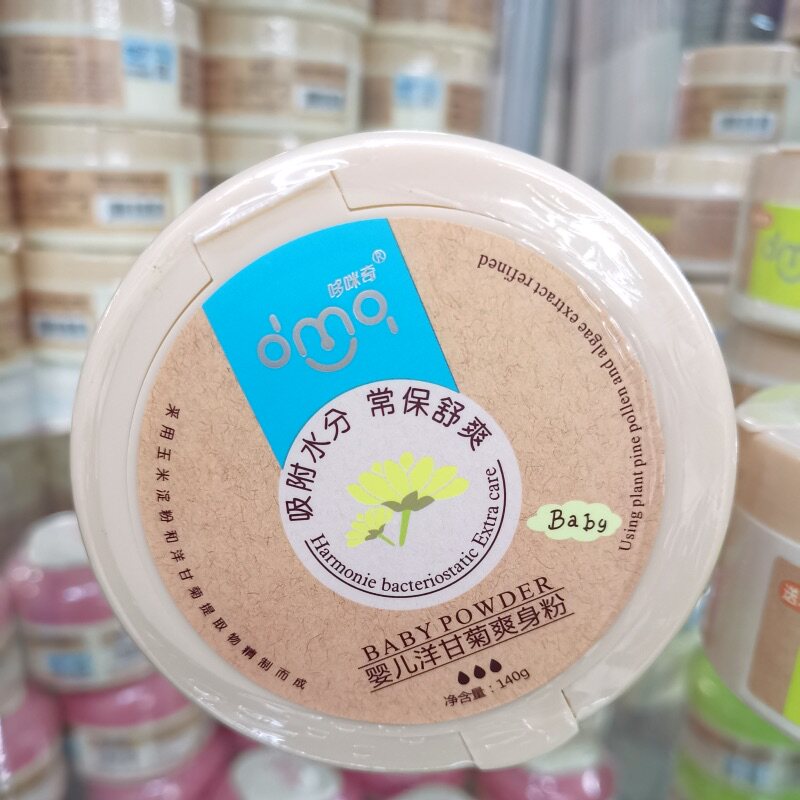 哆咪奇®
omq
吸附水分 常保舒爽
Harmonie bacteriostatic Extra care
Baby
Using plant pine pollen and algae extract refined
采用玉米淀粉和洋甘菊提取物精制而成
BABY POWDER
婴儿洋甘菊爽身粉
净含量：140g
送